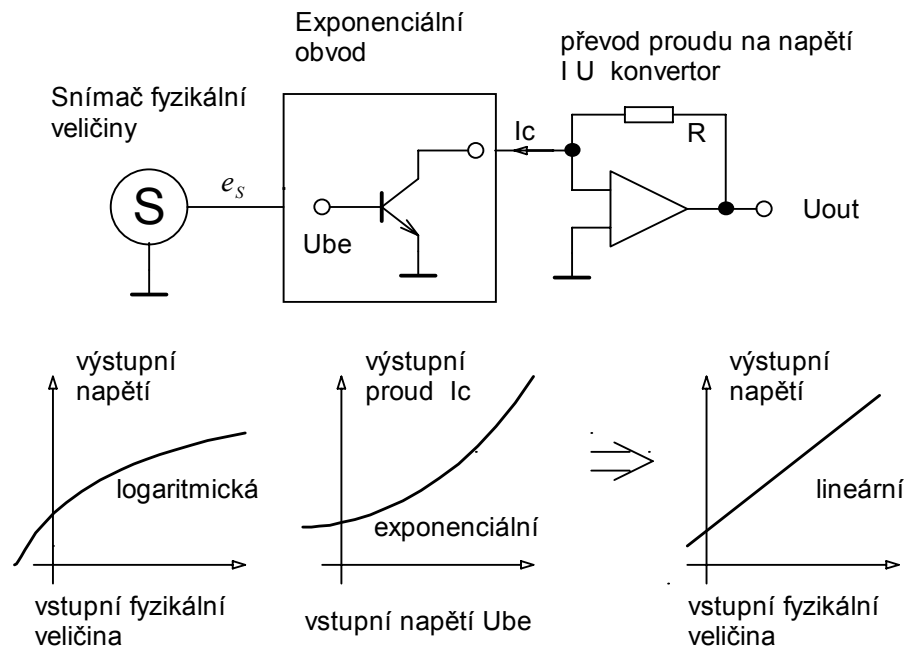 Exponenciální
obvod
převod proudu na napětí
I U konvertor
Snímač fyzikální
veličiny
S
e_S
Ube
Ic
R
Uout
výstupní
napětí
logaritmická
vstupní fyzikální
veličina
výstupní
proud Ic
exponenciální
vstupní napětí Ube
výstupní
napětí
lineární
vstupní fyzikální
veličina